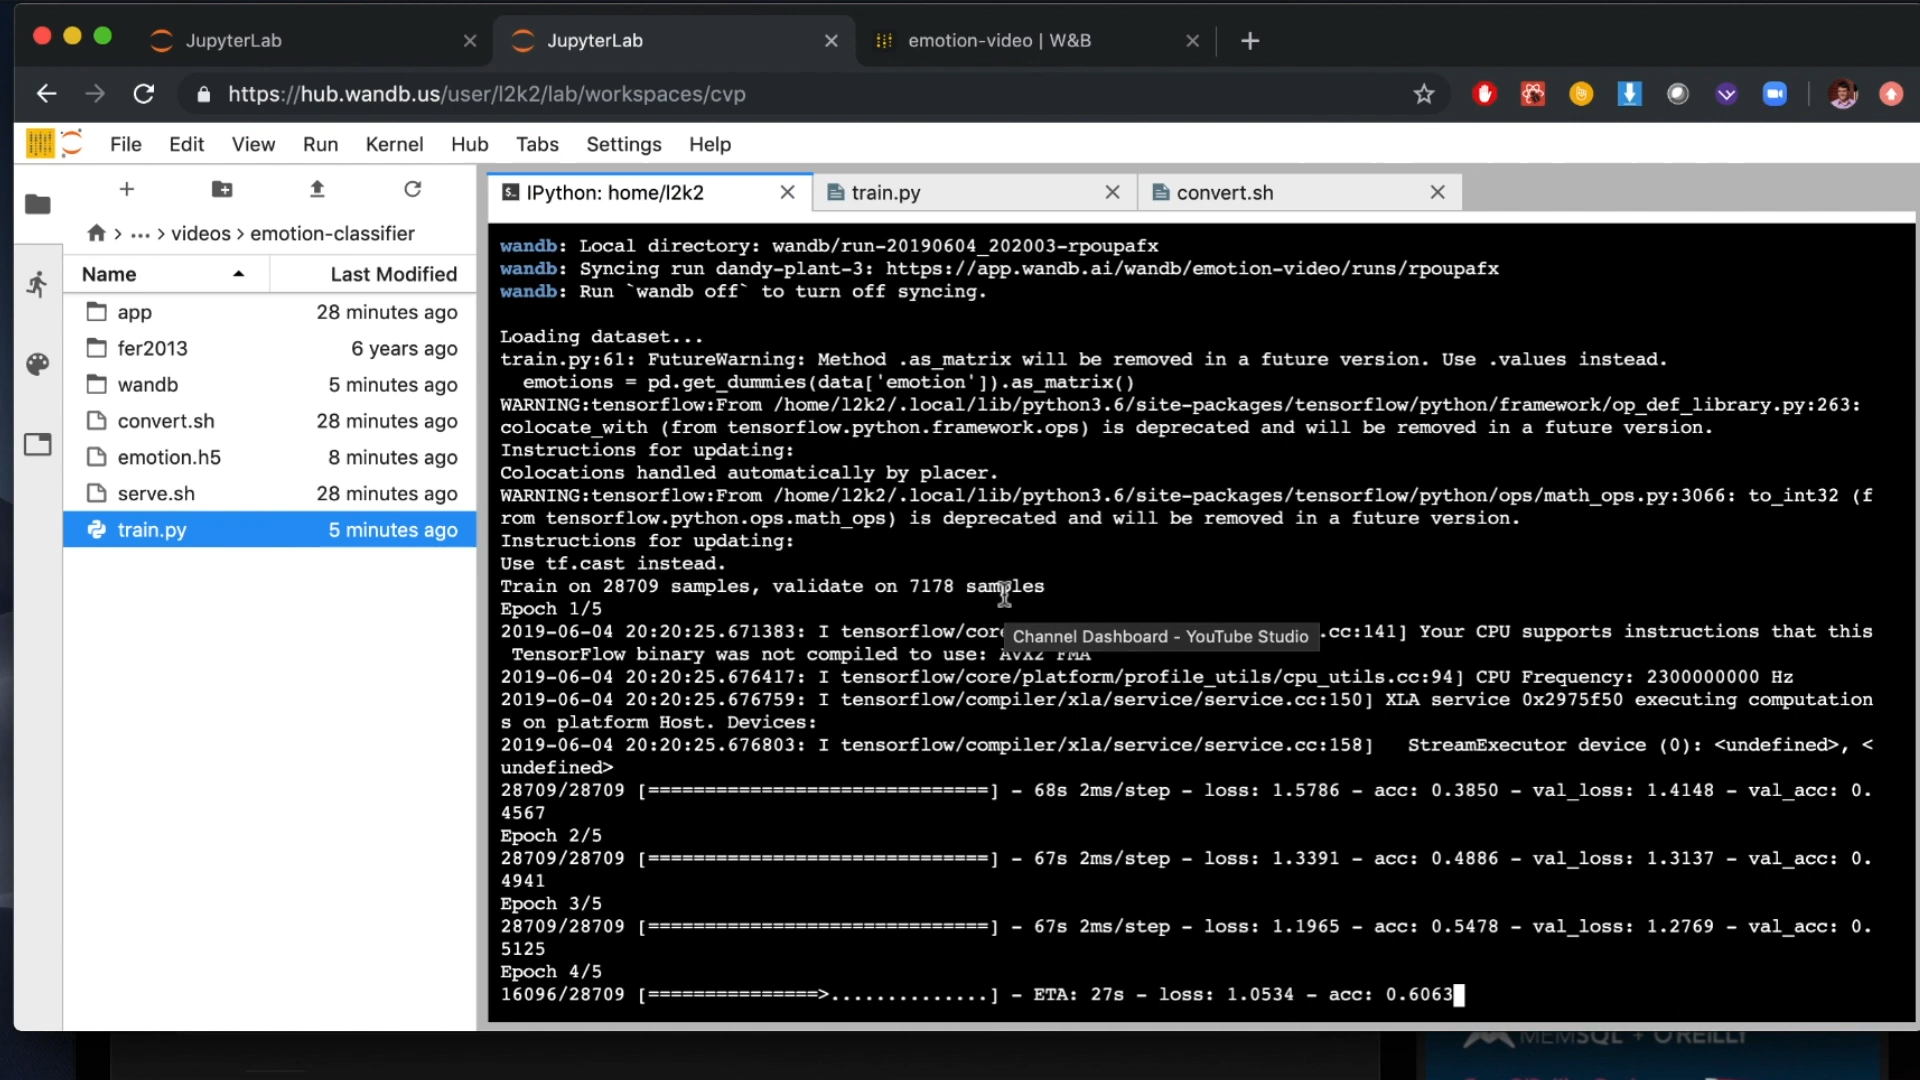 JupyterLab
JupyterLab
emotion-video | W&B
https://hub.wandb.us/user/l2k2/lab/workspaces/cvp
File Edit View Run Kernel Hub Tabs Settings Help
IPython: home/l2k2
train.py
convert.sh
… > videos > emotion-classifier
Name Last Modified
app 28 minutes ago
fer2013 6 years ago
wandb 5 minutes ago
convert.sh 28 minutes ago
emotion.h5 8 minutes ago
serve.sh 28 minutes ago
train.py 5 minutes ago
wandb: Local directory: wandb/run-20190604_202003-rpoupafx
wandb: Syncing run dandy-plant-3: https://app.wandb.ai/wandb/emotion-video/runs/rpoupafx
wandb: Run `wandb off` to turn off syncing.
Loading dataset...
train.py:61: FutureWarning: Method .as_matrix will be removed in a future version. Use .values instead.
emotions = pd.get_dummies(data['emotion']).as_matrix()
WARNING:tensorflow:From /home/l2k2/.local/lib/python3.6/site-packages/tensorflow/python/framework/op_def_library.py:263:
colocate_with (from tensorflow.python.framework.ops) is deprecated and will be removed in a future version.
Instructions for updating:
Colocations handled automatically by placer.
WARNING:tensorflow:From /home/l2k2/.local/lib/python3.6/site-packages/tensorflow/python/ops/math_ops.py:3066: to_int32 (f
rom tensorflow.python.ops.math_ops) is deprecated and will be removed in a future version.
Instructions for updating:
Use tf.cast instead.
Train on 28709 samples, validate on 7178 samples
Epoch 1/5
2019-06-04 20:20:25.671383: I tensorflow/core .cc:141] Your CPU supports instructions that this
Channel Dashboard - YouTube Studio
TensorFlow binary was not compiled to use: AVX2 FMA
2019-06-04 20:20:25.676417: I tensorflow/core/platform/profile_utils/cpu_utils.cc:94] CPU Frequency: 2300000000 Hz
2019-06-04 20:20:25.676759: I tensorflow/compiler/xla/service/service.cc:150] XLA service 0x2975f50 executing computation
s on platform Host. Devices:
2019-06-04 20:20:25.676803: I tensorflow/compiler/xla/service/service.cc:158]   StreamExecutor device (0): <undefined>, <
undefined>
28709/28709 [==============================] - 68s 2ms/step - loss: 1.5786 - acc: 0.3850 - val_loss: 1.4148 - val_acc: 0.
4567
Epoch 2/5
28709/28709 [==============================] - 67s 2ms/step - loss: 1.3391 - acc: 0.4886 - val_loss: 1.3137 - val_acc: 0.
4941
Epoch 3/5
28709/28709 [==============================] - 67s 2ms/step - loss: 1.1965 - acc: 0.5478 - val_loss: 1.2769 - val_acc: 0.
5125
Epoch 4/5
16096/28709 [===============>..............] - ETA: 27s - loss: 1.0534 - acc: 0.6063
MEMSQL + O'REILLY